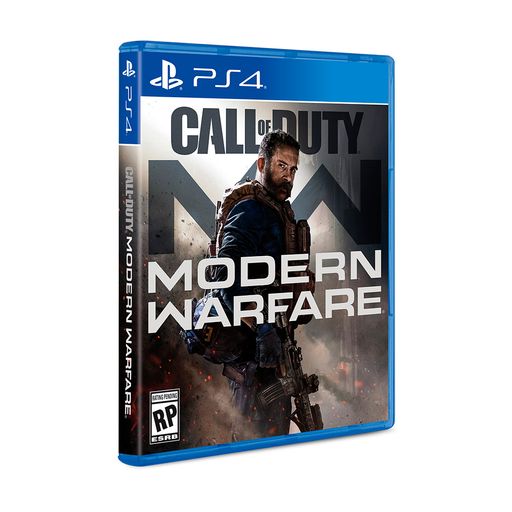 PS4
CALL OF DUTY
MODERN
WARFARE
RATING PENDING
RP
ESRB
PS4
CALL OF DUTY
MODERN WARFARE